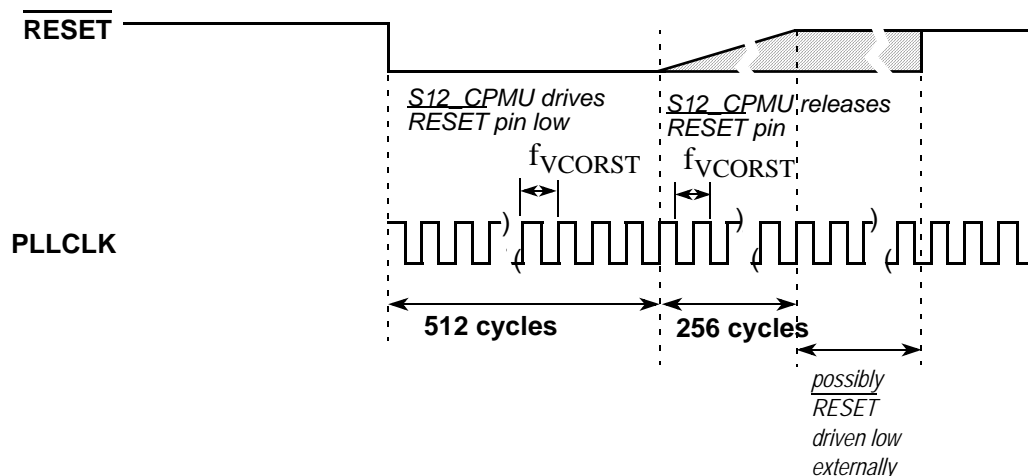 RESET
S12_CPMU drives
RESET pin low
S12_CPMU releases
RESET pin
fVCORST
fVCORST
PLLCLK
512 cycles
256 cycles
possibly
RESET
driven low
externally